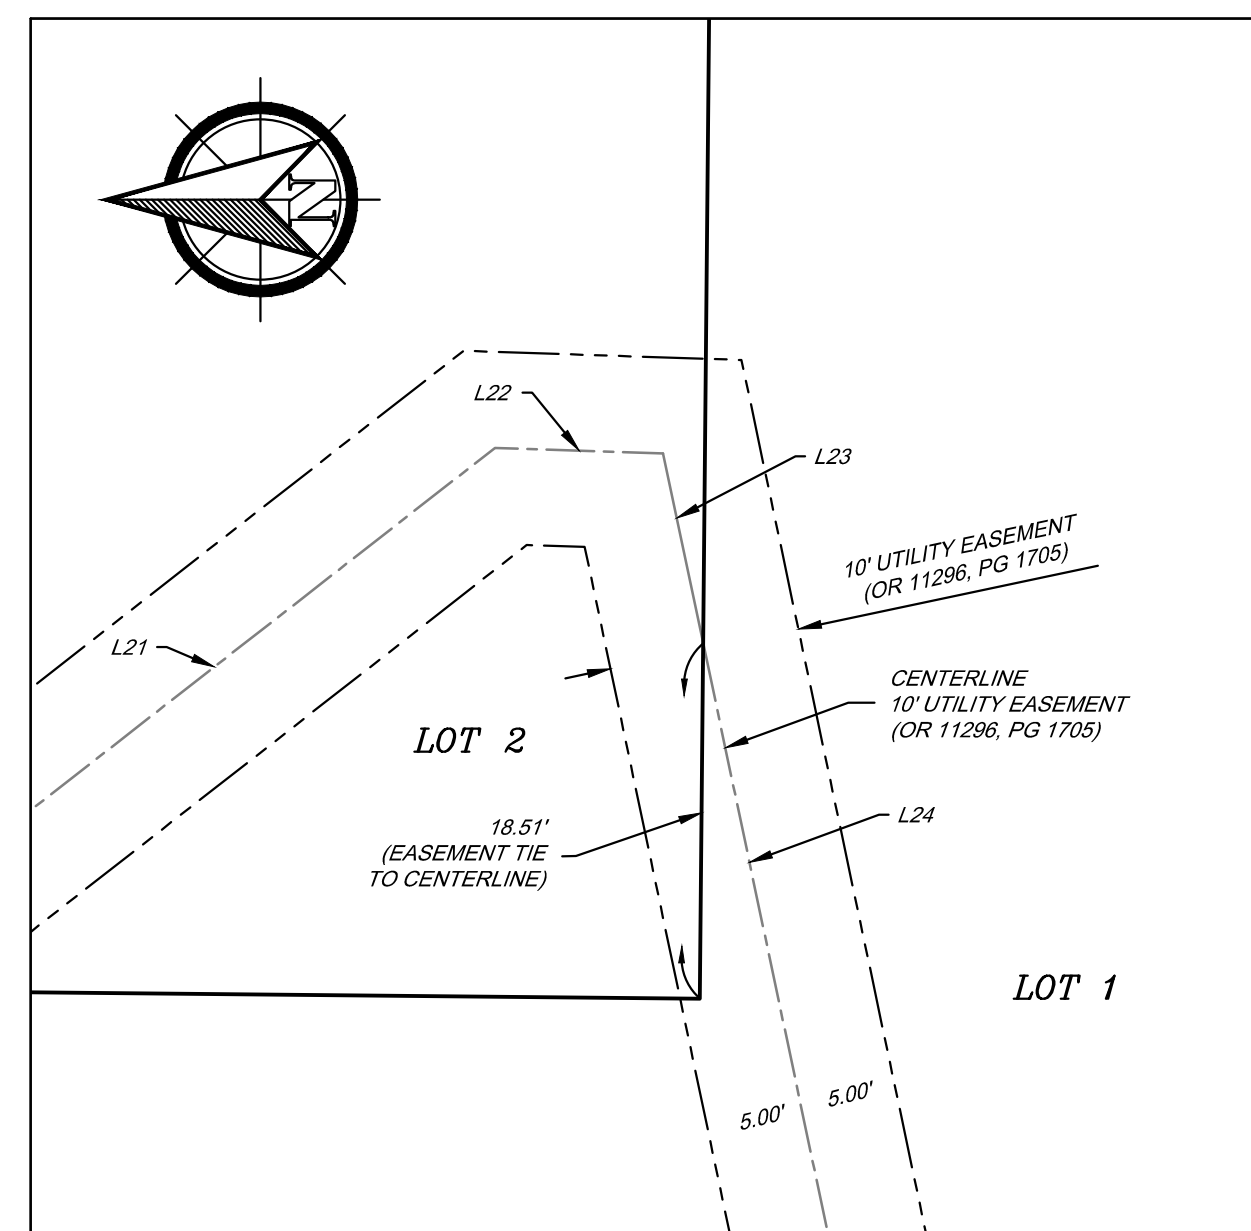 N
L22
L23
10' UTILITY EASEMENT
(OR 11296, PG 1705)
L21
CENTERLINE
10' UTILITY EASEMENT
(OR 11296, PG 1705)
LOT 2
18.51'
(EASEMENT TIE
TO CENTERLINE)
L24
LOT 1
5.00'
5.00'